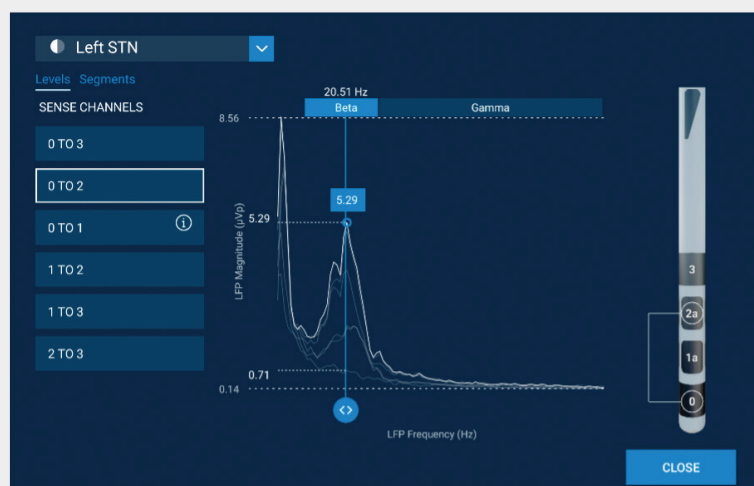 Left STN
Levels Segments
SENSE CHANNELS
0 TO 3
0 TO 2
0 TO 1
1 TO 2
1 TO 3
2 TO 3
20.51 Hz
Beta
Gamma
8.56
5.29
5.29
0.71
0.14
LFP Magnitude (µVp)
LFP Frequency (Hz)
3
2a
1a
0
CLOSE